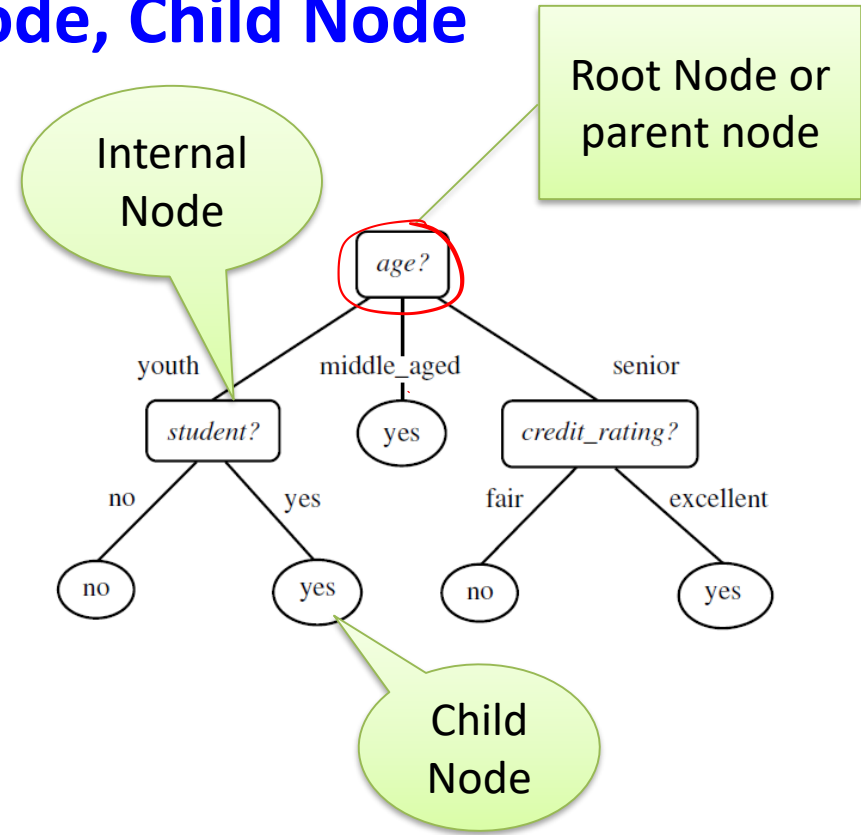 ode, Child Node
Root Node or
parent node
Internal
Node
age?
youth
middle_aged
senior
student?
yes
credit_rating?
no
yes
fair
excellent
no
yes
no
yes
Child
Node